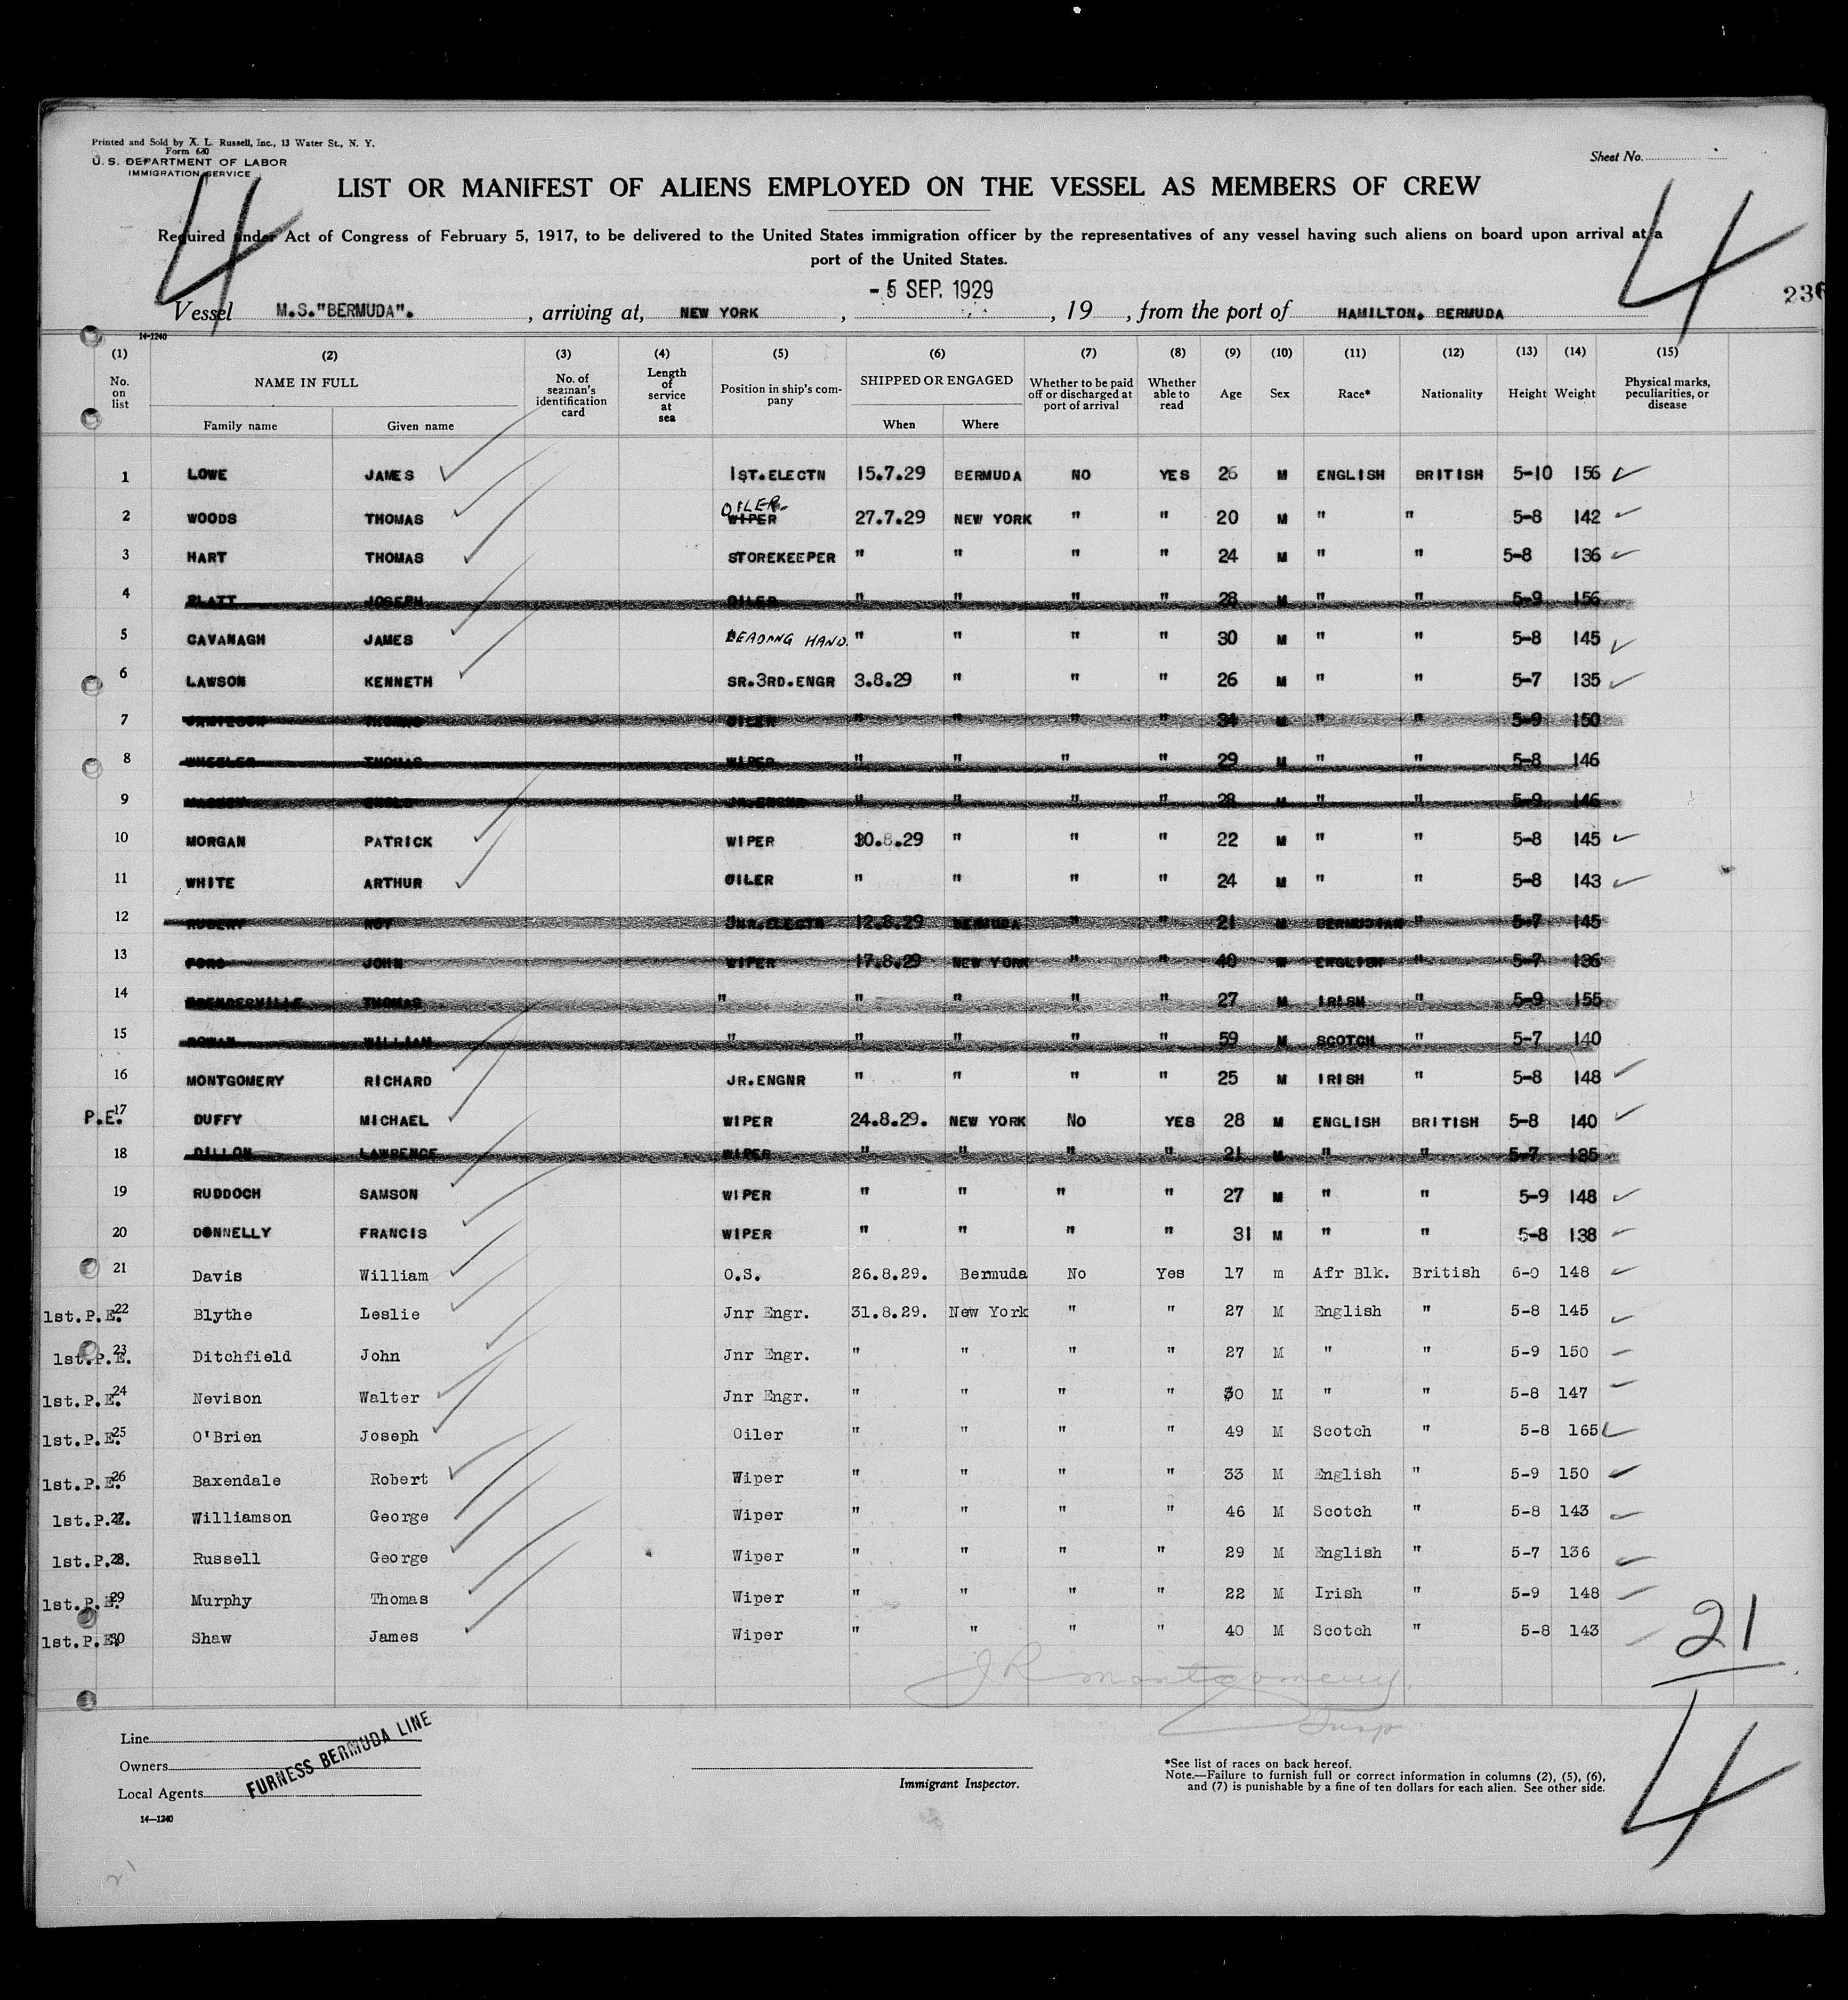 Printed and Sold by A. L. Russell, Inc., 13 Water St., N. Y.
Form 630
U. S. DEPARTMENT OF LABOR
IMMIGRATION SERVICE
Sheet No.
4 4
LIST OR MANIFEST OF ALIENS EMPLOYED ON THE VESSEL AS MEMBERS OF CREW
Required under Act of Congress of February 5, 1917, to be delivered to the United States immigration officer by the representatives of any vessel having such aliens on board upon arrival at a
port of the United States.
- 5 SEP. 1929
236
Vessel M.S."BERMUDA". , arriving at, NEW YORK , , 19 , from the port of HAMILTON, BERMUDA
14-1240
(1) (2) (3) (4) (5) (6) (7) (8) (9) (10) (11) (12) (13) (14) (15)
No. on list NAME IN FULL No. of seaman's identification card Length of service at sea Position in ship's company SHIPPED OR ENGAGED Whether to be paid off or discharged at port of arrival Whether able to read Age Sex Race* Nationality Height Weight Physical marks, peculiarities, or disease
Family name Given name When Where
1 LOWE JAMES 1ST.ELECTN 15.7.29 BERMUDA NO YES 26 M ENGLISH BRITISH 5-10 156
OILER
2 WOODS THOMAS WIPER 27.7.29 NEW YORK " " 20 M " " 5-8 142
3 HART THOMAS STOREKEEPER " " " " 24 M " " 5-8 136
4 PLATT JOSEPH OILER " " " " 28 M " " 5-9 156
5 CAVANAGH JAMES LEADING HAND. " " " " 30 M " " 5-8 145
6 LAWSON KENNETH SR.3RD.ENGR 3.8.29 " " " 26 M " " 5-7 135
7 THOMAS OILER " " " " 34 M " " 5-9 150
8 WHEELER THOMAS WIPER " " " " 29 M " " 5-8 146
9 JR.ENGNR " " " " 28 M " " 5-9 146
10 MORGAN PATRICK WIPER 10.8.29 " " " 22 M " " 5-8 145
11 WHITE ARTHUR OILER " " " " 24 M " " 5-8 143
12 ROY JNR.ELECTN 12.8.29 BERMUDA " " 21 M BERMUDIAN " 5-7 145
13 FORD JOHN WIPER 17.8.29 NEW YORK " " 40 M ENGLISH " 5-7 136
14 THOMAS " " " " " 27 M IRISH " 5-9 155
15 WILLIAM " " " " " 59 M SCOTCH " 5-7 140
16 MONTGOMERY RICHARD JR.ENGNR " " " " 25 M IRISH " 5-8 148
P.E. 17 DUFFY MICHAEL WIPER 24.8.29. NEW YORK No YES 28 M ENGLISH BRITISH 5-8 140
18 DILLON LAWRENCE WIPER " " " " 21 M " " 5-7 135
19 RUDDOCH SAMSON WIPER " " " " 27 M " " 5-9 148
20 DONNELLY FRANCIS WIPER " " " " 31 M " " 5-8 138
21 Davis William O.S. 26.8.29. Bermuda No Yes 17 m Afr Blk. British 6-0 148
1st.P.E. 22 Blythe Leslie Jnr Engr. 31.8.29. New York " " 27 M English " 5-8 145
1st.P.E. 23 Ditchfield John Jnr Engr. " " " " 27 M " " 5-9 150
1st.P.E. 24 Nevison Walter Jnr Engr. " " " " 30 M " " 5-8 147
1st.P.E. 25 O'Brien Joseph Oiler " " " " 49 M Scotch " 5-8 165
1st.P.E. 26 Baxendale Robert Wiper " " " " 33 M English " 5-9 150
1st.P.E. 27 Williamson George Wiper " " " " 46 M Scotch " 5-8 143
1st.P.E. 28 Russell George Wiper " " " " 29 M English " 5-7 136
1st.P.E. 29 Murphy Thomas Wiper " " " " 22 M Irish " 5-9 148
1st.P.E. 30 Shaw James Wiper " " " " 40 M Scotch " 5-8 143
21
J R Montgomery
Insp
4
Line
Owners
Local Agents
FURNESS BERMUDA LINE
Immigrant Inspector.
*See list of races on back hereof.
Note.—Failure to furnish full or correct information in columns (2), (5), (6),
and (7) is punishable by a fine of ten dollars for each alien. See other side.
14—1240